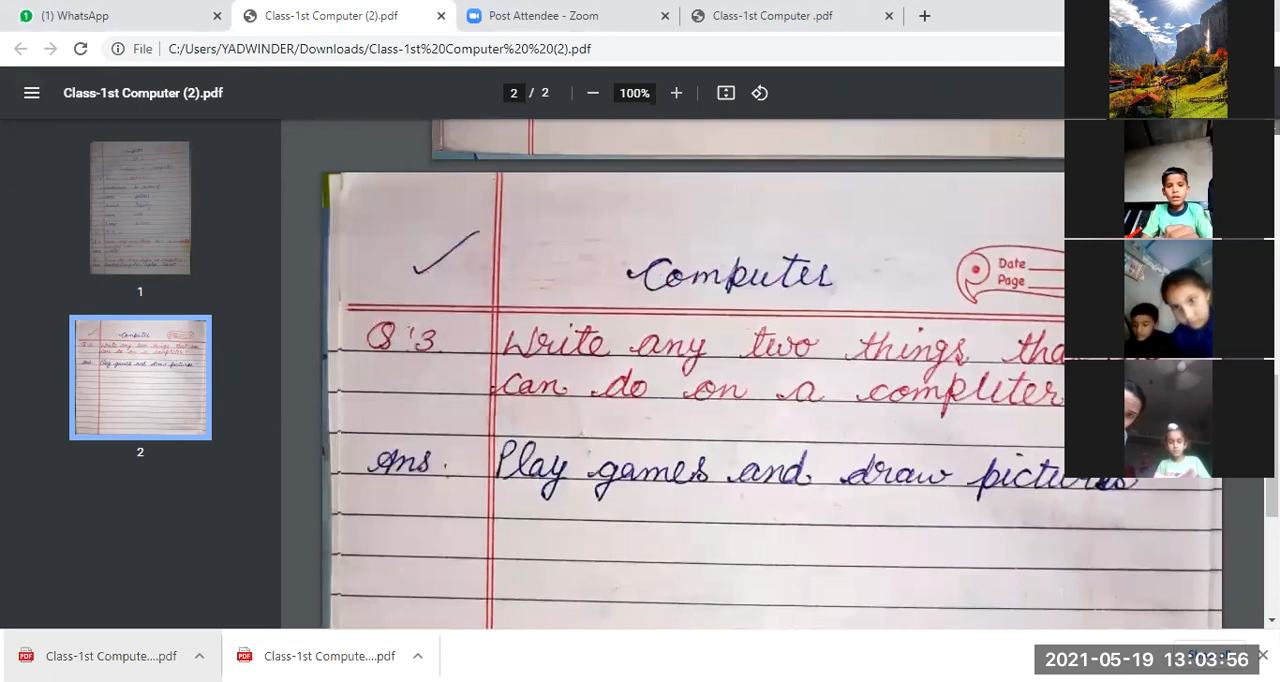 (1) WhatsApp
Class-1st Computer (2).pdf
Post Attendee - Zoom
Class-1st Computer .pdf
File
C:/Users/YADWINDER/Downloads/Class-1st%20Computer%20%20(2).pdf
Class-1st Computer (2).pdf
2 / 2
100%
1
2
Computer
Date
Page
Q:3 Write any two things
can do on a computer
Ans. Play games and draw pictures
Class-1st Compute....pdf
Class-1st Compute....pdf
2021-05-19 13:03:56